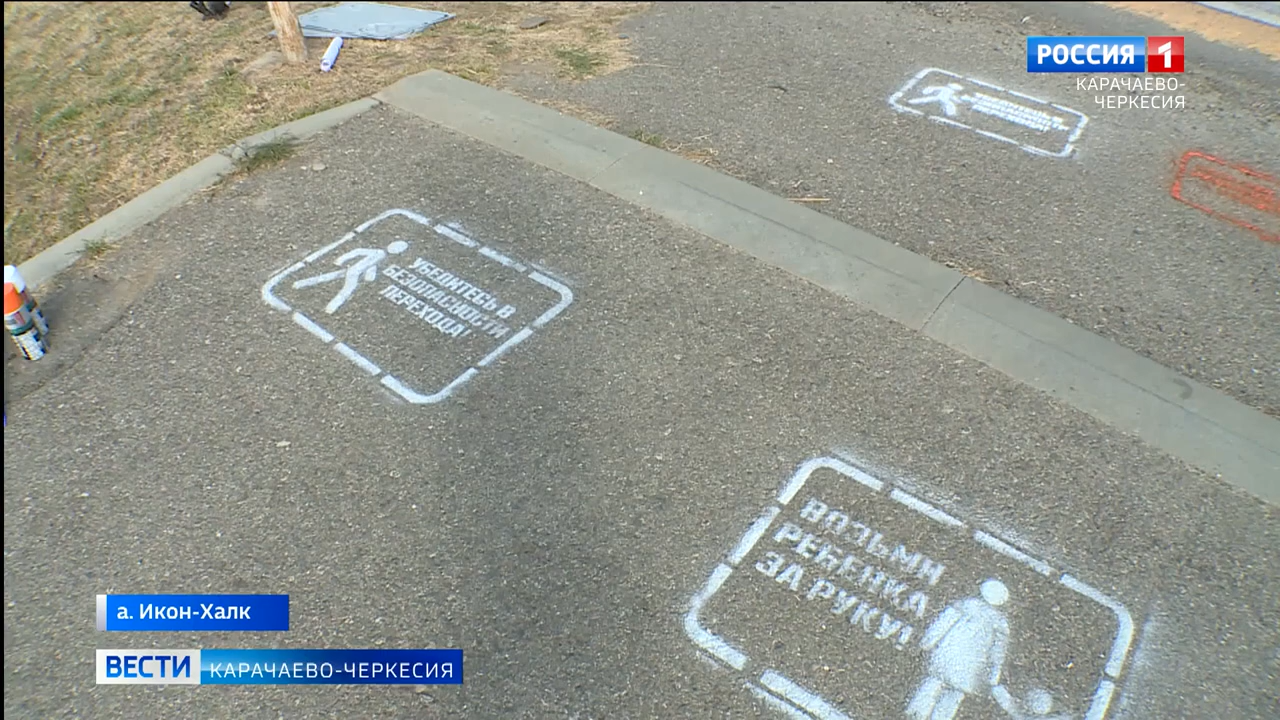 РОССИЯ 1
КАРАЧАЕВО-
ЧЕРКЕСИЯ
УБЕДИТЕСЬ В
БЕЗОПАСНОСТИ
ПЕРЕХОДА!
ВОЗЬМИ
РЕБЕНКА
ЗА РУКУ!
а. Икон-Халк
ВЕСТИ КАРАЧАЕВО-ЧЕРКЕСИЯ